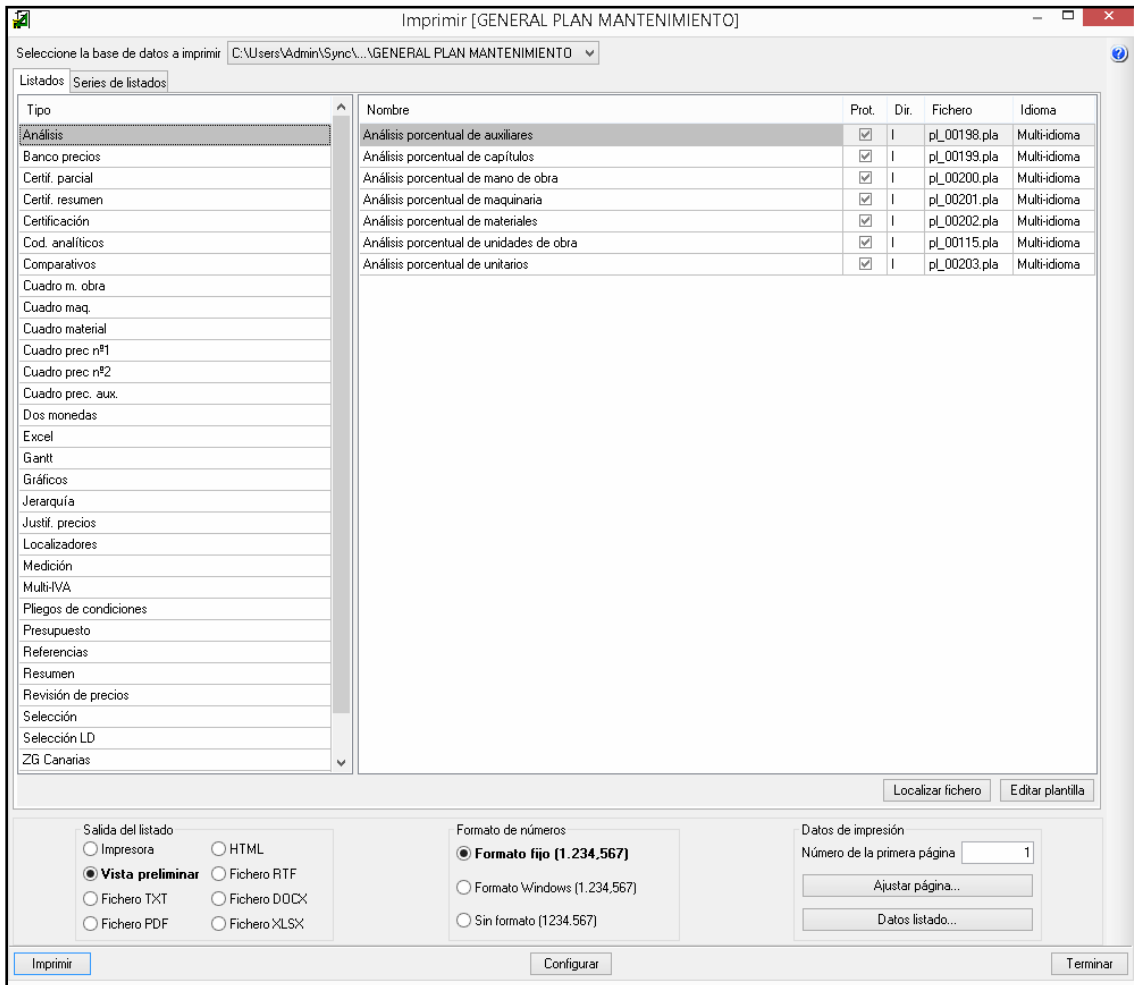 Imprimir [GENERAL PLAN MANTENIMIENTO]
Seleccione la base de datos a imprimir C:\Users\Admin\Sync\...\GENERAL PLAN MANTENIMIENTO
Listados Series de listados
Tipo
Análisis
Banco precios
Certif. parcial
Certif. resumen
Certificación
Cod. analíticos
Comparativos
Cuadro m. obra
Cuadro maq.
Cuadro material
Cuadro prec nº1
Cuadro prec nº2
Cuadro prec. aux.
Dos monedas
Excel
Gantt
Gráficos
Jerarquía
Justif. precios
Localizadores
Medición
Multi-IVA
Pliegos de condiciones
Presupuesto
Referencias
Resumen
Revisión de precios
Selección
Selección LD
ZG Canarias
Nombre Prot. Dir. Fichero Idioma
Análisis porcentual de auxiliares I pl_00198.pla Multi-idioma
Análisis porcentual de capítulos I pl_00199.pla Multi-idioma
Análisis porcentual de mano de obra I pl_00200.pla Multi-idioma
Análisis porcentual de maquinaria I pl_00201.pla Multi-idioma
Análisis porcentual de materiales I pl_00202.pla Multi-idioma
Análisis porcentual de unidades de obra I pl_00115.pla Multi-idioma
Análisis porcentual de unitarios I pl_00203.pla Multi-idioma
Localizar fichero Editar plantilla
Salida del listado
Impresora HTML
Vista preliminar Fichero RTF
Fichero TXT Fichero DOCX
Fichero PDF Fichero XLSX
Formato de números
Formato fijo (1.234,567)
Formato Windows (1.234,567)
Sin formato (1234.567)
Datos de impresión
Número de la primera página 1
Ajustar página...
Datos listado...
Imprimir Configurar Terminar